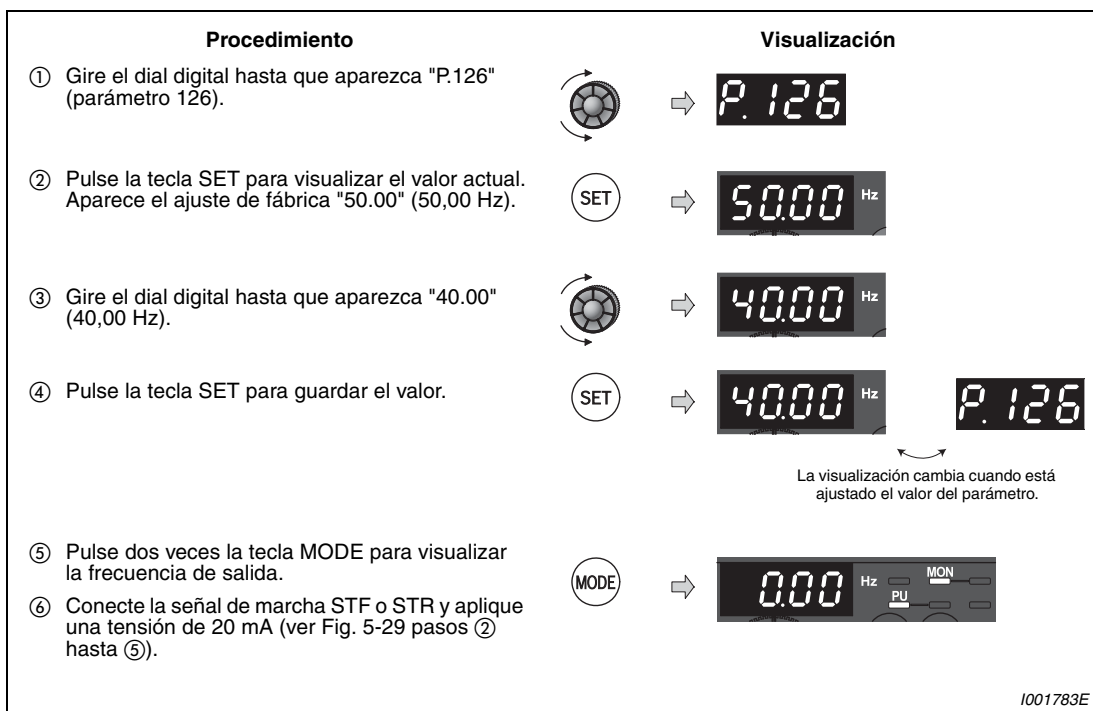 Procedimiento
Visualización
① Gire el dial digital hasta que aparezca "P.126"
(parámetro 126).
P. 126
② Pulse la tecla SET para visualizar el valor actual.
Aparece el ajuste de fábrica "50.00" (50,00 Hz).
SET
50.00 Hz
③ Gire el dial digital hasta que aparezca "40.00"
(40,00 Hz).
40.00 Hz
④ Pulse la tecla SET para guardar el valor.
SET
40.00 Hz
P. 126
La visualización cambia cuando está
ajustado el valor del parámetro.
⑤ Pulse dos veces la tecla MODE para visualizar
la frecuencia de salida.
MODE
0.00 Hz
MON
PU
⑥ Conecte la señal de marcha STF o STR y aplique
una tensión de 20 mA (ver Fig. 5-29 pasos ②
hasta ⑤).
I001783E